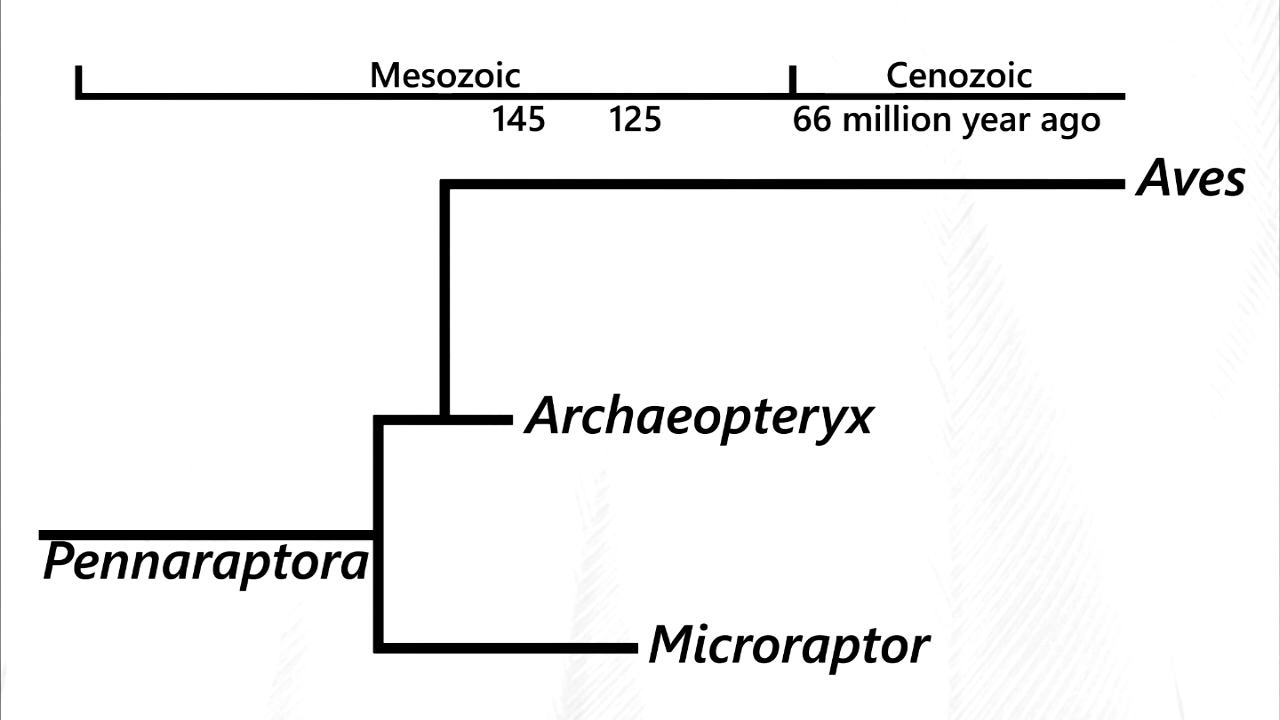 Mesozoic
Cenozoic
145
125
66 million year ago
Aves
Archaeopteryx
Pennaraptora
Microraptor